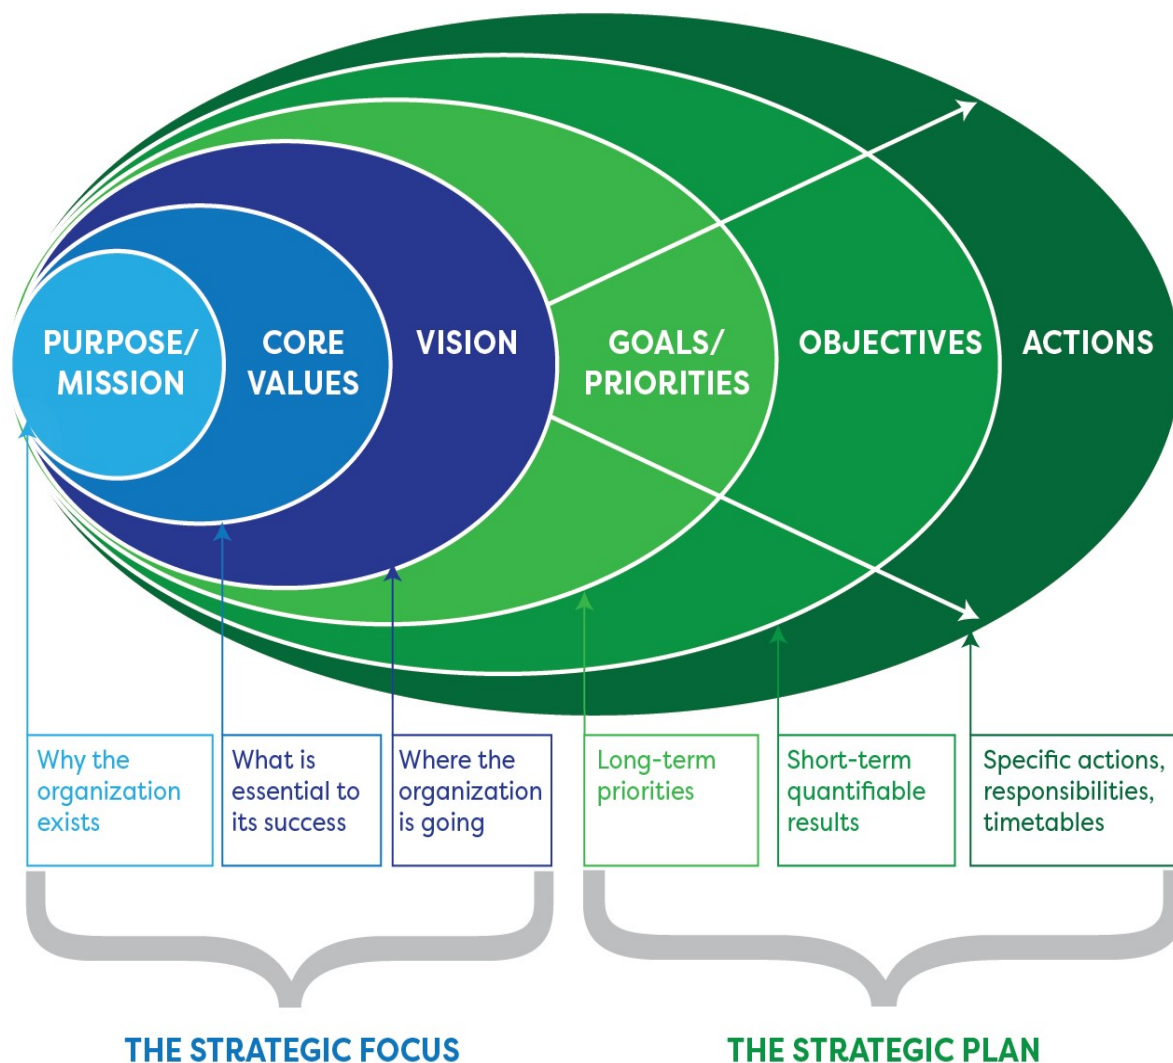 PURPOSE/
MISSION
CORE
VALUES
VISION
GOALS/
PRIORITIES
OBJECTIVES
ACTIONS
Why the
organization
exists
What is
essential to
its success
Where the
organization
is going
Long-term
priorities
Short-term
quantifiable
results
Specific actions,
responsibilities,
timetables
THE STRATEGIC FOCUS
THE STRATEGIC PLAN